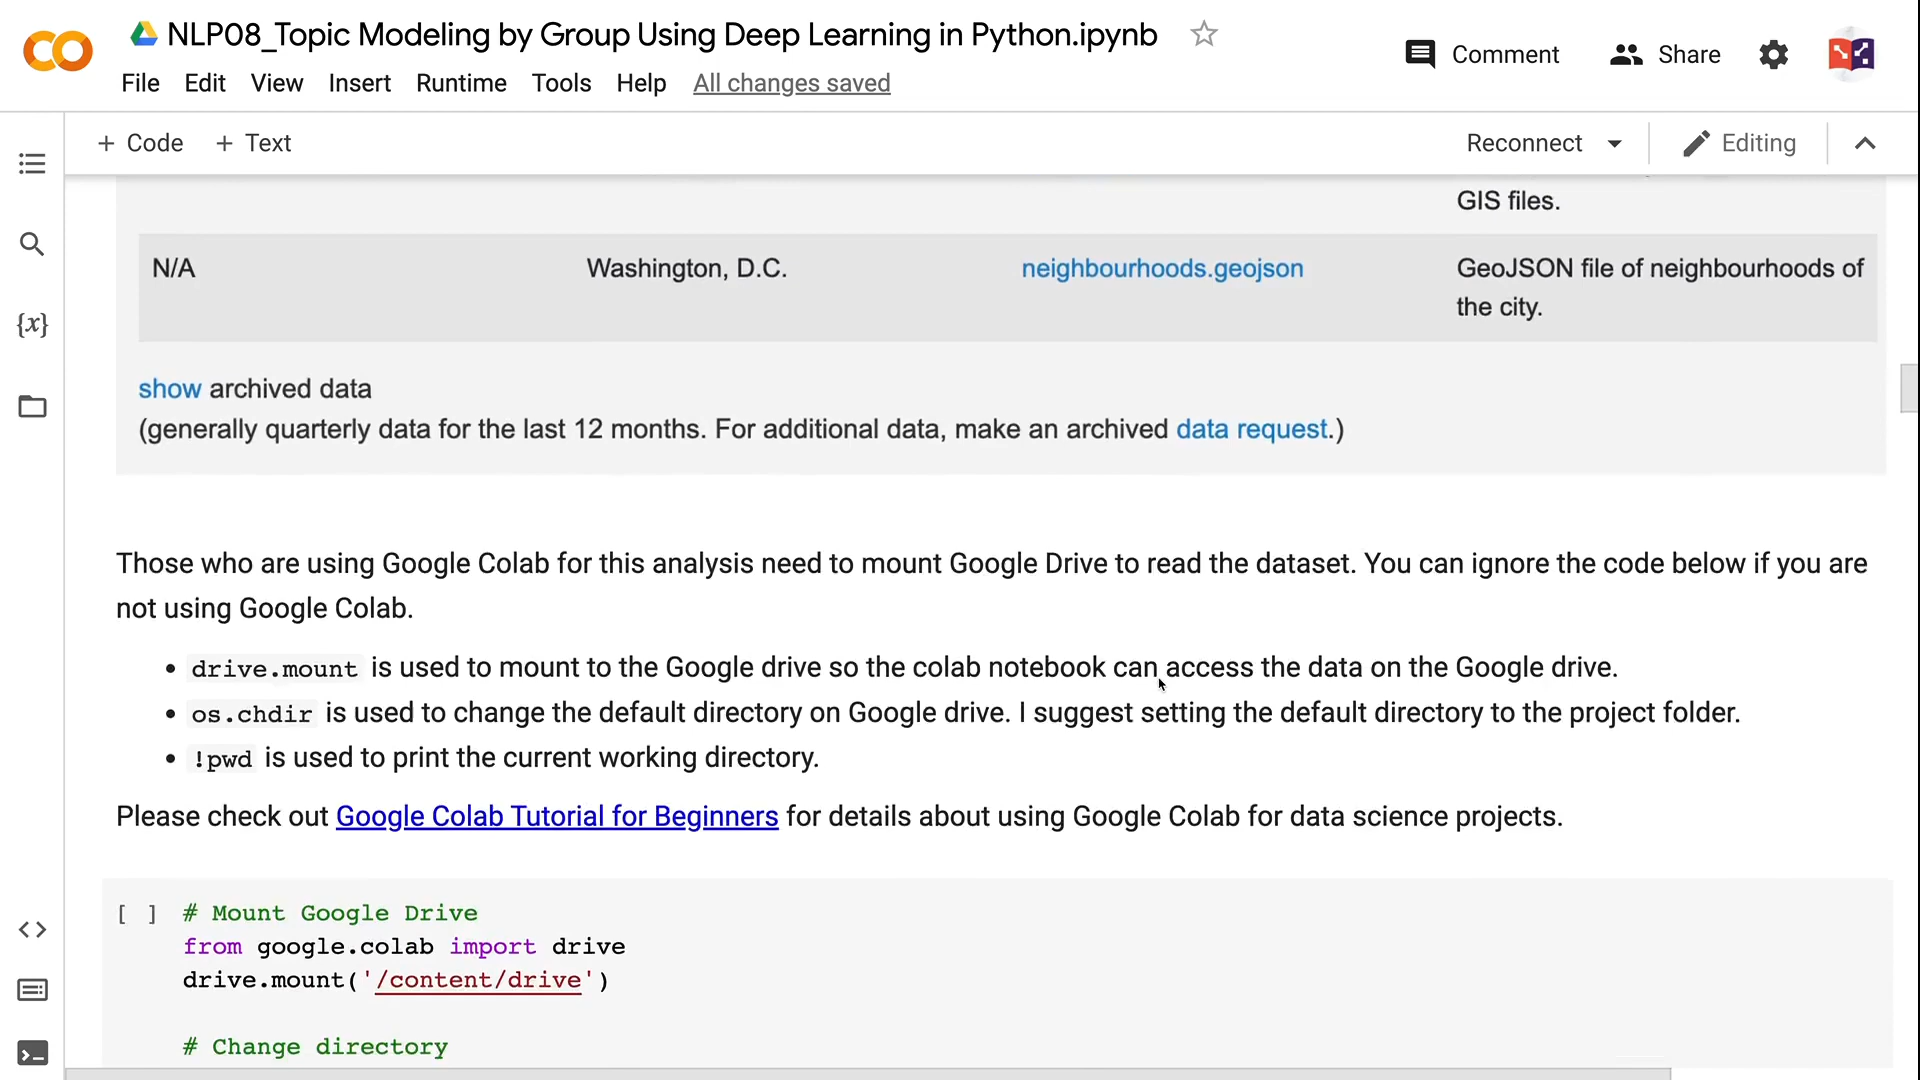 NLP08_Topic Modeling by Group Using Deep Learning in Python.ipynb
Comment
Share
File Edit View Insert Runtime Tools Help All changes saved
+ Code + Text
Reconnect
Editing
GIS files.
N/A Washington, D.C. neighbourhoods.geojson GeoJSON file of neighbourhoods of
the city.
show archived data
(generally quarterly data for the last 12 months. For additional data, make an archived data request.)
Those who are using Google Colab for this analysis need to mount Google Drive to read the dataset. You can ignore the code below if you are
not using Google Colab.
• drive.mount is used to mount to the Google drive so the colab notebook can access the data on the Google drive.
• os.chdir is used to change the default directory on Google drive. I suggest setting the default directory to the project folder.
• !pwd is used to print the current working directory.
Please check out Google Colab Tutorial for Beginners for details about using Google Colab for data science projects.
[ ] # Mount Google Drive
from google.colab import drive
drive.mount('/content/drive')
# Change directory